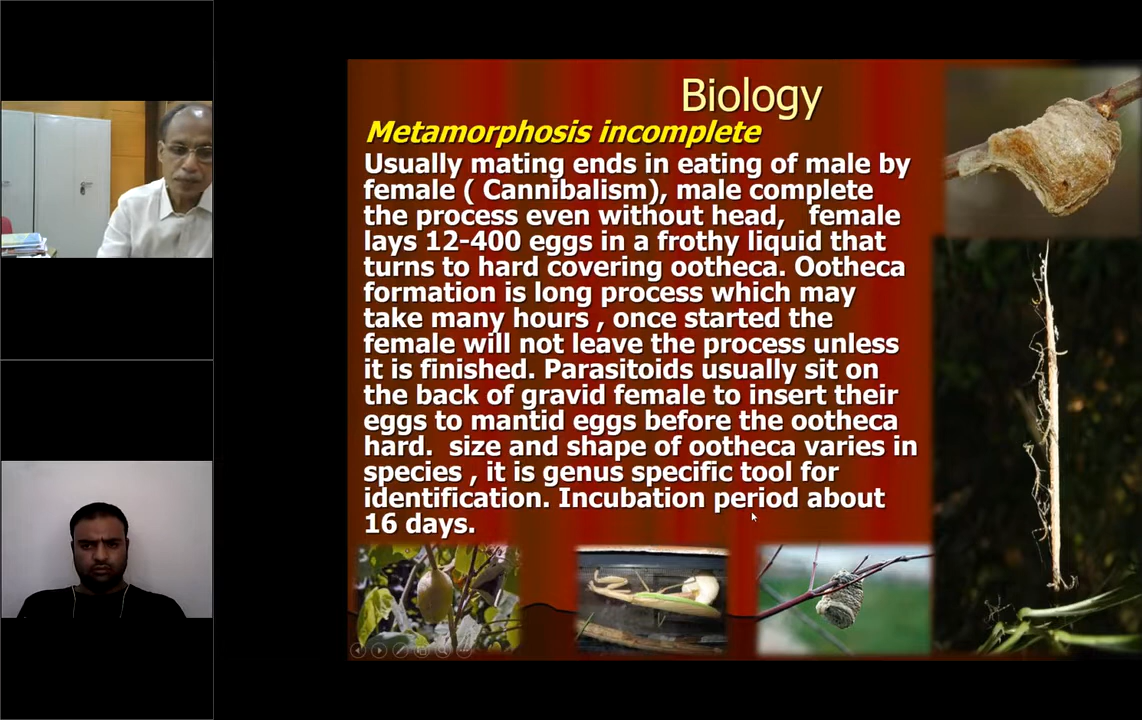 Biology
Metamorphosis incomplete
Usually mating ends in eating of male by
female ( Cannibalism), male complete
the process even without head, female
lays 12-400 eggs in a frothy liquid that
turns to hard covering ootheca. Ootheca
formation is long process which may
take many hours , once started the
female will not leave the process unless
it is finished. Parasitoids usually sit on
the back of gravid female to insert their
eggs to mantid eggs before the ootheca
hard. size and shape of ootheca varies in
species , it is genus specific tool for
identification. Incubation period about
16 days.